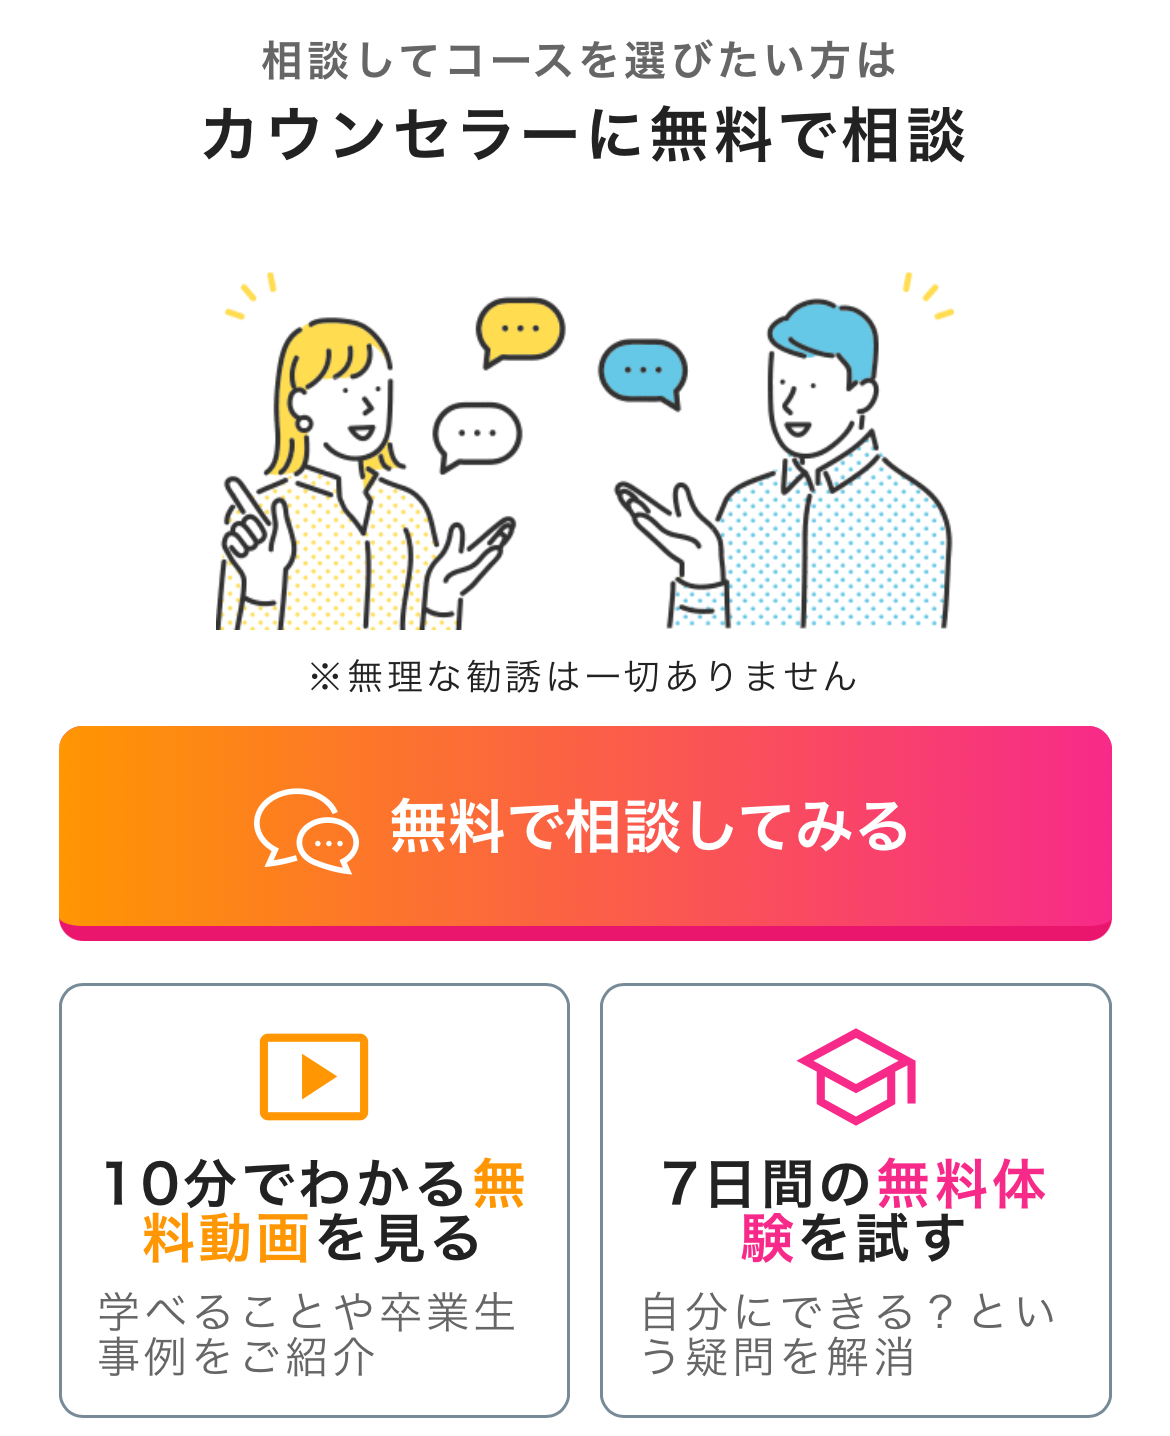 相談してコースを選びたい方は
カウンセラーに無料で相談
※無理な勧誘は一切ありません
無料で相談してみる
10分でわかる無
料動画を見る
学べることや卒業生
事例をご紹介
7日間の無料体
験を試す
自分にできる？とい
う疑問を解消